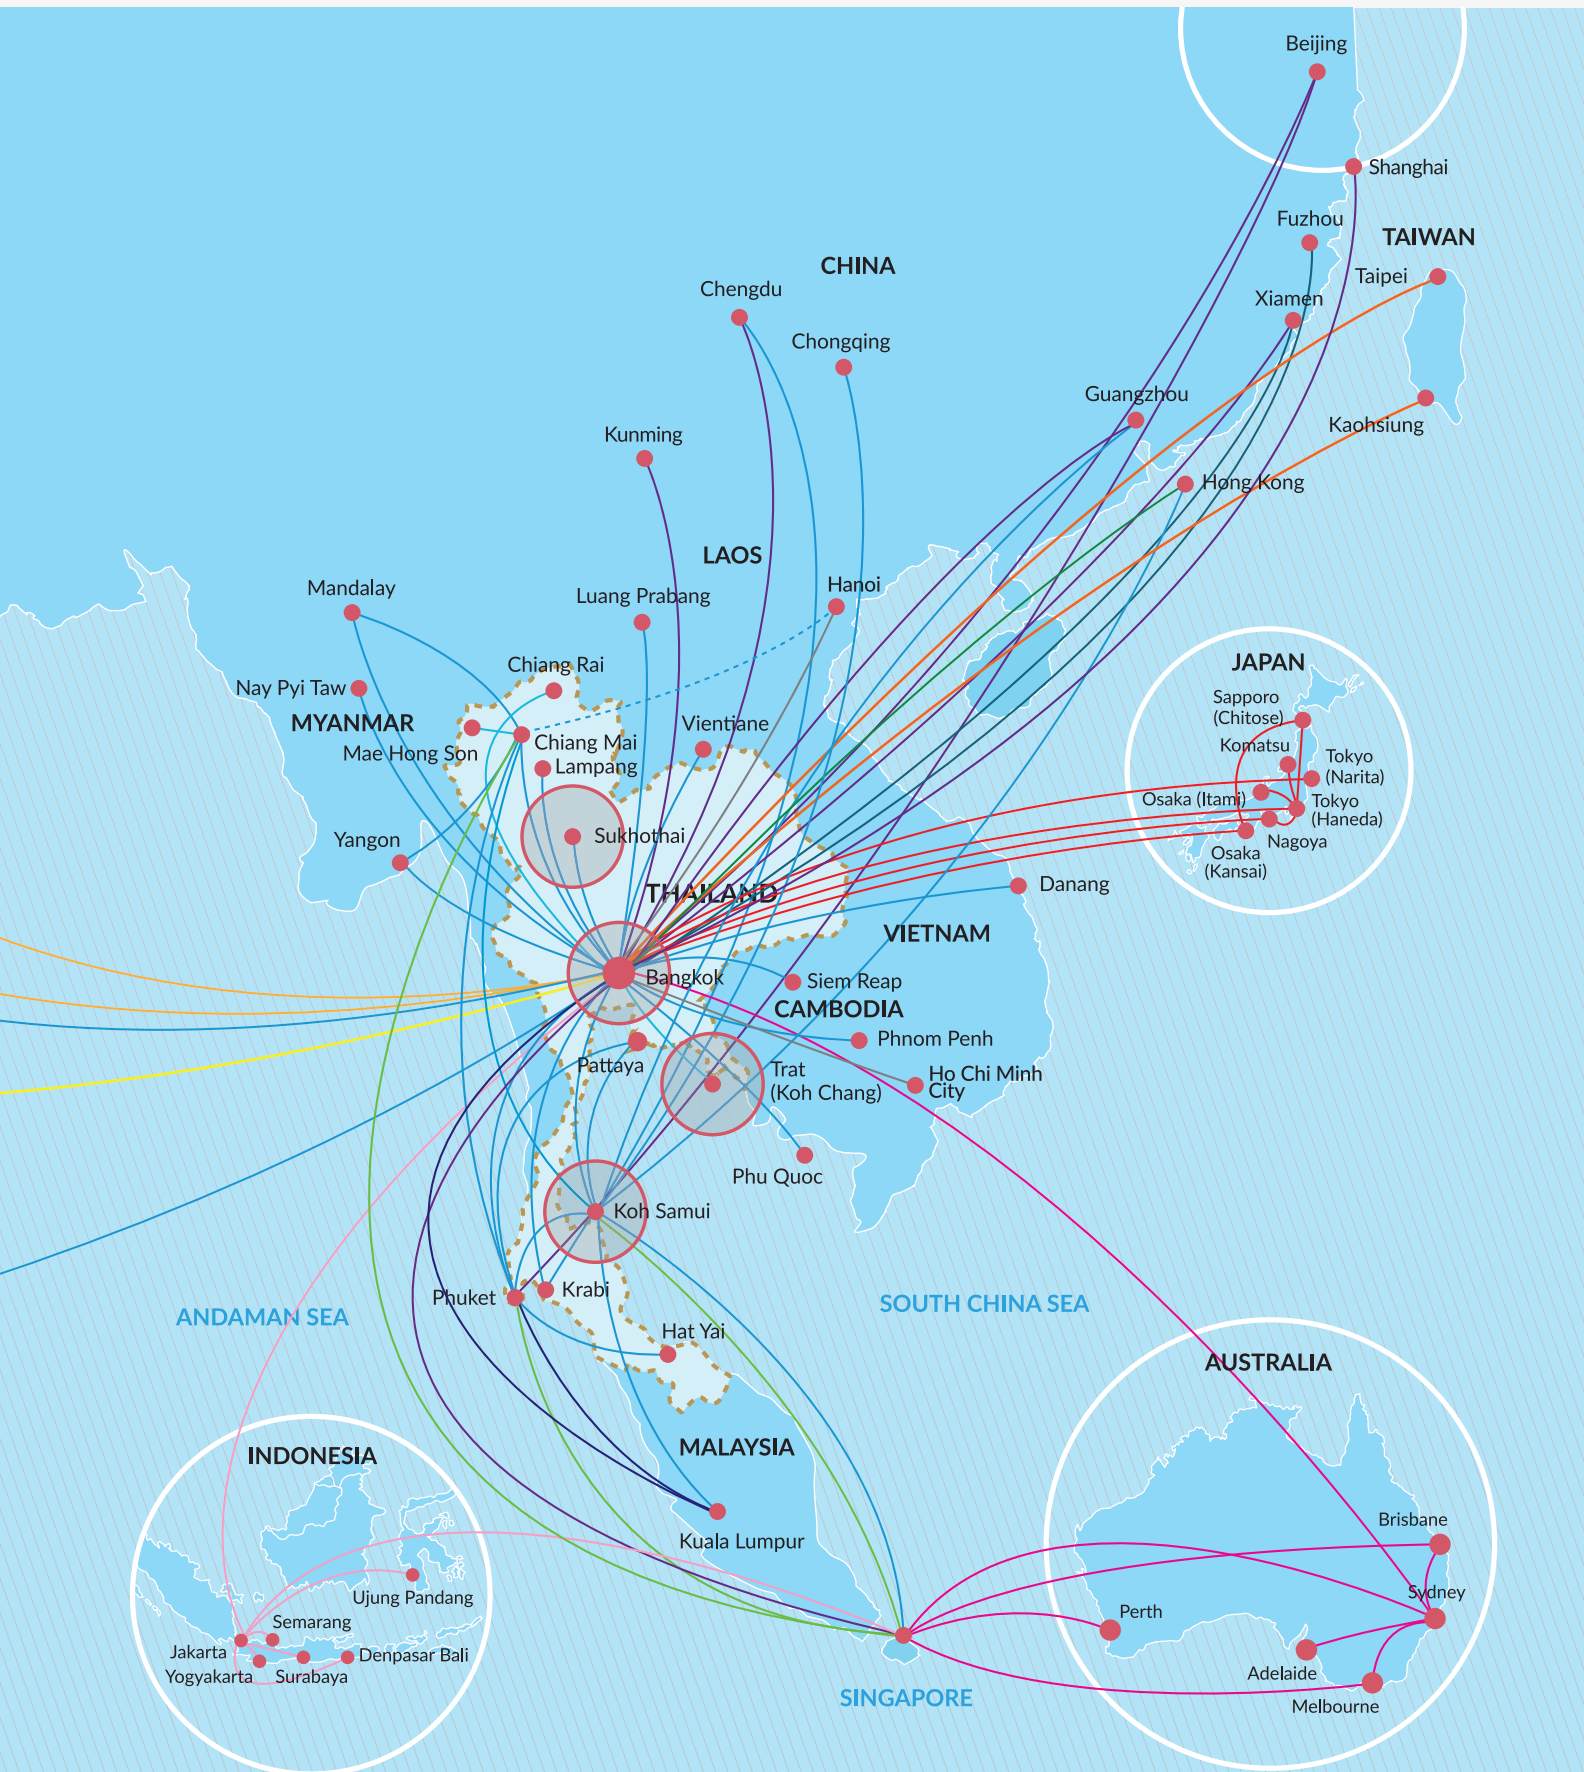 Beijing
Shanghai
Fuzhou
TAIWAN
Taipei
CHINA
Chengdu
Xiamen
Chongqing
Guangzhou
Kaohsiung
Kunming
Hong Kong
LAOS
Hanoi
Mandalay
Luang Prabang
Chiang Rai
JAPAN
Nay Pyi Taw
Sapporo
(Chitose)
MYANMAR
Vientiane
Mae Hong Son
Chiang Mai
Komatsu
Lampang
Tokyo
(Narita)
Osaka (Itami)
Tokyo
(Haneda)
Yangon
Sukhothai
Nagoya
Osaka
(Kansai)
THAILAND
Danang
VIETNAM
Bangkok
Siem Reap
CAMBODIA
Phnom Penh
Pattaya
Trat
(Koh Chang)
Ho Chi Minh
City
Phu Quoc
Koh Samui
Phuket
Krabi
ANDAMAN SEA
SOUTH CHINA SEA
Hat Yai
AUSTRALIA
INDONESIA
MALAYSIA
Brisbane
Kuala Lumpur
Ujung Pandang
Sydney
Semarang
Perth
Jakarta
Denpasar Bali
Yogyakarta
Surabaya
Adelaide
SINGAPORE
Melbourne